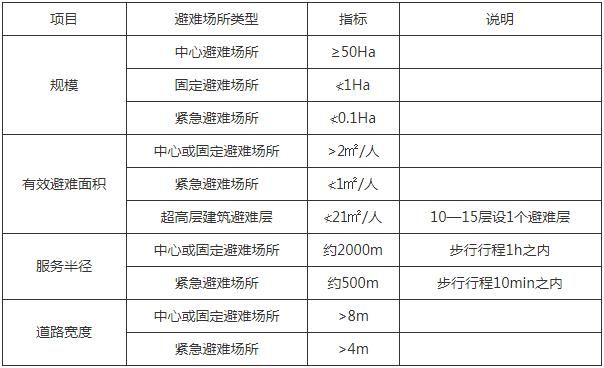 项目 避难场所类型 指标 说明
规模 中心避难场所 ≥50Ha
固定避难场所 ≮1Ha
紧急避难场所 ≮0.1Ha
有效避难面积 中心或固定避难场所 >2㎡/人
紧急避难场所 ≮1㎡/人
超高层建筑避难层 ≮21㎡/人 10—15层设1个避难层
服务半径 中心或固定避难场所 约2000m 步行行程1h之内
紧急避难场所 约500m 步行行程10min之内
道路宽度 中心或固定避难场所 >8m
紧急避难场所 >4m